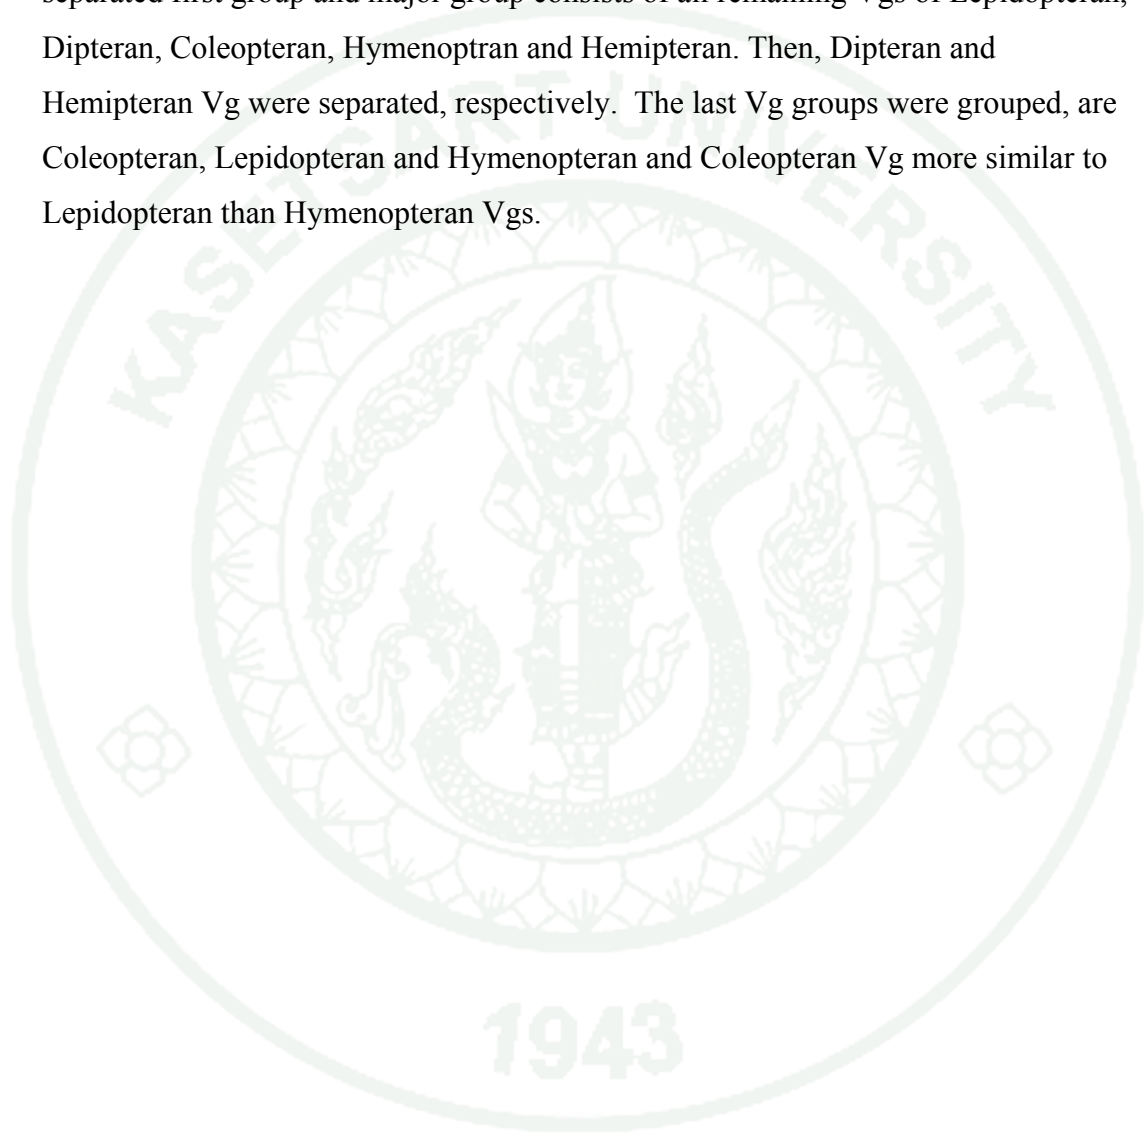 separated first group and major group consists of all remaining Vgs of Lepidopteran,
Dipteran, Coleopteran, Hymenoptran and Hemipteran. Then, Dipteran and
Hemipteran Vg were separated, respectively. The last Vg groups were grouped, are
Coleopteran, Lepidopteran and Hymenopteran and Coleopteran Vg more similar to
Lepidopteran than Hymenopteran Vgs.
KASETSART UNIVERSITY
1943